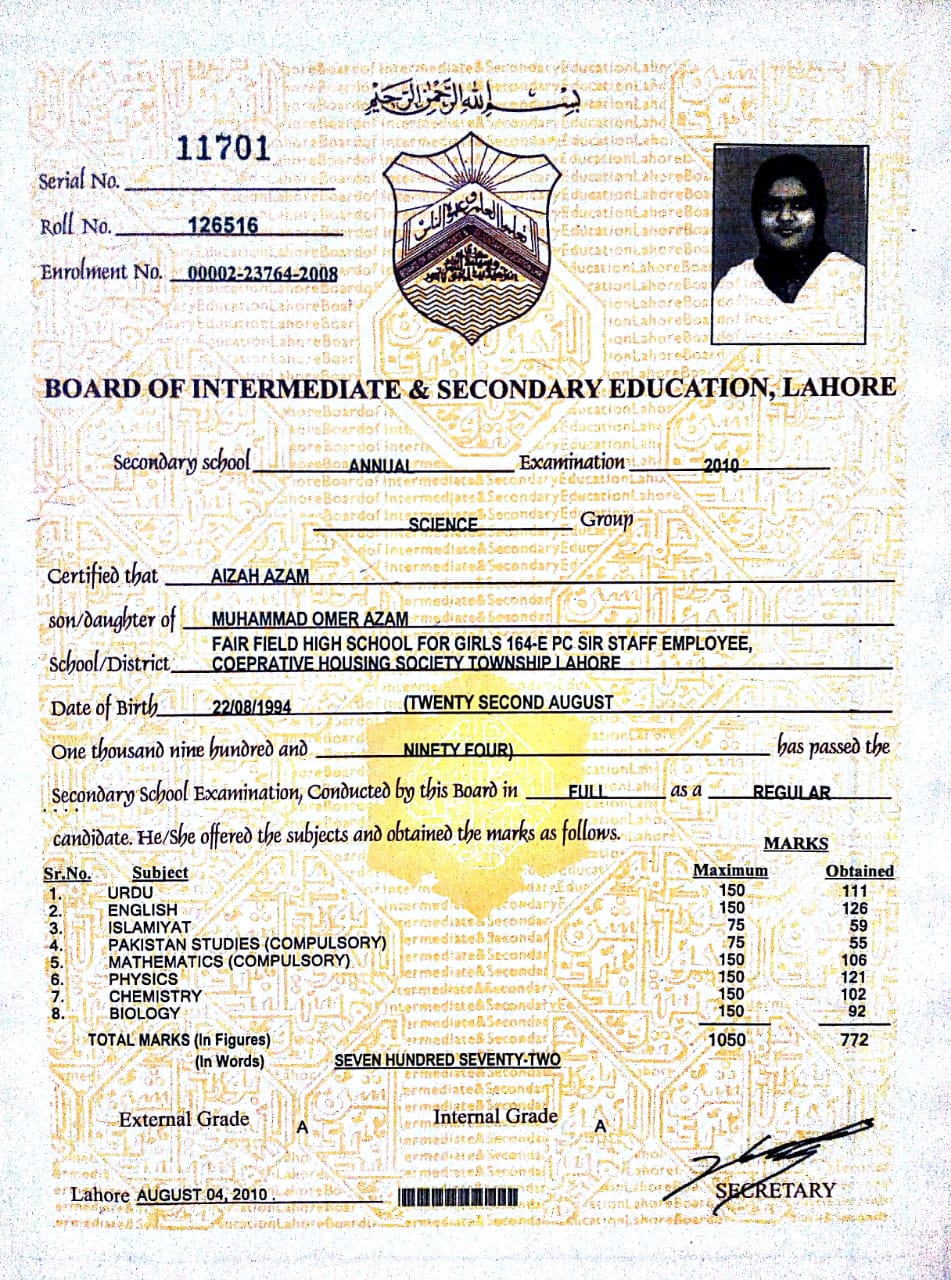 بِسْمِ اللهِ الرَّحْمٰنِ الرَّحِيْمِ
11701
Serial No.
Roll No. 126516
Enrolment No. 00002-23764-2008
BOARD OF INTERMEDIATE & SECONDARY EDUCATION, LAHORE
Secondary school ANNUAL Examination 2010
SCIENCE Group
Certified that AIZAH AZAM
son/daughter of MUHAMMAD OMER AZAM
FAIR FIELD HIGH SCHOOL FOR GIRLS 164-E PC SIR STAFF EMPLOYEE,
School/District COEPRATIVE HOUSING SOCIETY TOWNSHIP LAHORE
Date of Birth 22/08/1994 (TWENTY SECOND AUGUST
One thousand nine hundred and NINETY FOUR) has passed the
Secondary School Examination, Conducted by this Board in FULL as a REGULAR
candidate. He/She offered the subjects and obtained the marks as follows.
MARKS
Sr.No. Subject Maximum Obtained
1. URDU 150 111
2. ENGLISH 150 126
3. ISLAMIYAT 75 59
4. PAKISTAN STUDIES (COMPULSORY) 75 55
5. MATHEMATICS (COMPULSORY) 150 106
6. PHYSICS 150 121
7. CHEMISTRY 150 102
8. BIOLOGY 150 92
TOTAL MARKS (In Figures) 1050 772
(In Words) SEVEN HUNDRED SEVENTY-TWO
External Grade A Internal Grade A
Lahore AUGUST 04, 2010 .
SECRETARY